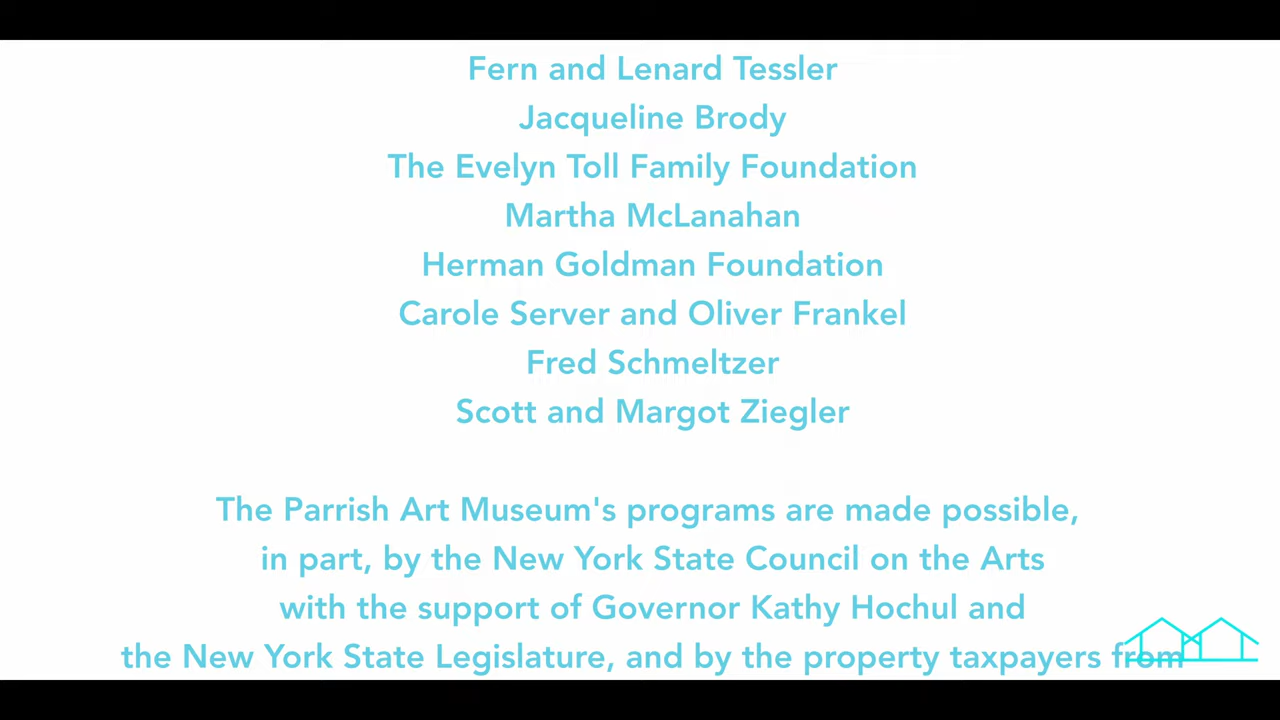 Fern and Lenard Tessler
Jacqueline Brody
The Evelyn Toll Family Foundation
Martha McLanahan
Herman Goldman Foundation
Carole Server and Oliver Frankel
Fred Schmeltzer
Scott and Margot Ziegler
The Parrish Art Museum's programs are made possible,
in part, by the New York State Council on the Arts
with the support of Governor Kathy Hochul and
the New York State Legislature, and by the property taxpayers from